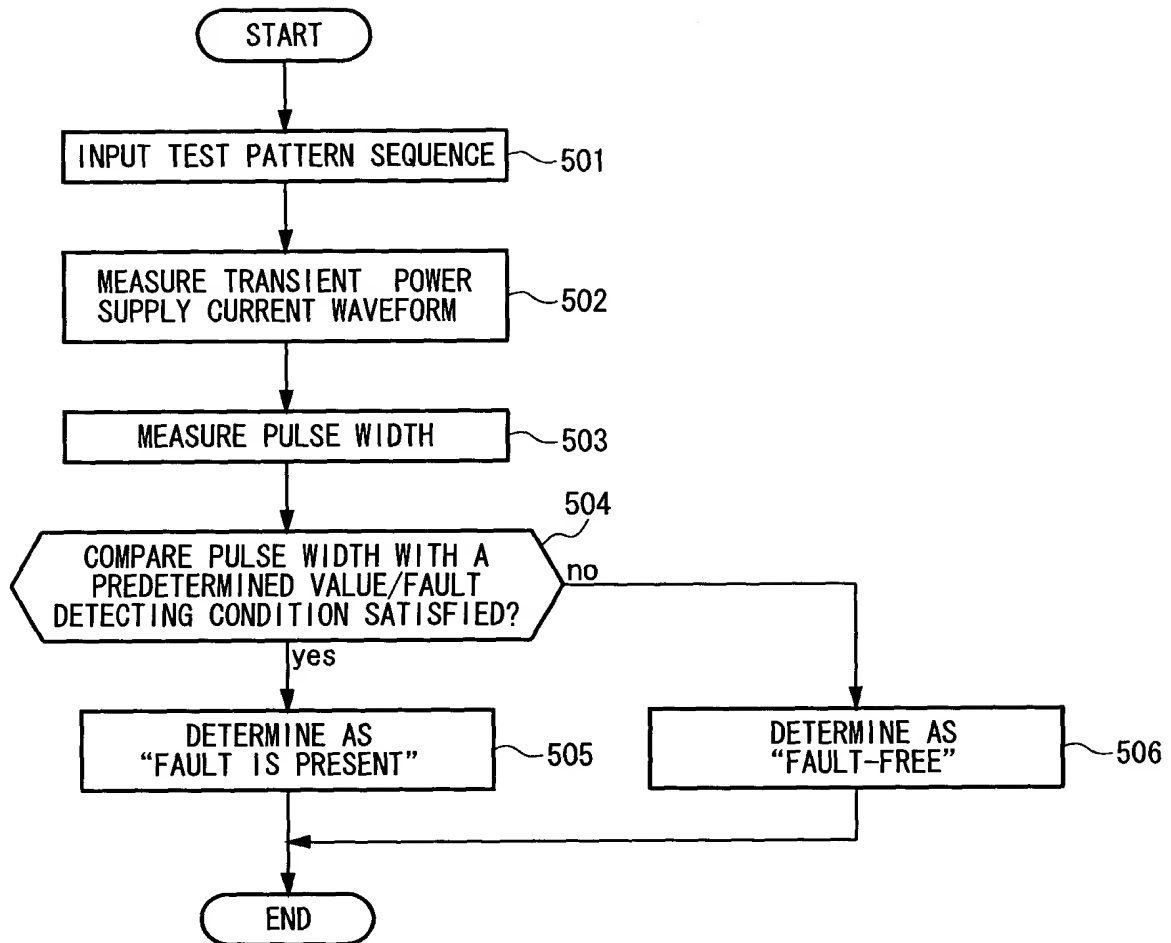 START
INPUT TEST PATTERN SEQUENCE
501
MEASURE TRANSIENT POWER
SUPPLY CURRENT WAVEFORM
502
MEASURE PULSE WIDTH
503
504
COMPARE PULSE WIDTH WITH A
PREDETERMINED VALUE/FAULT
DETECTING CONDITION SATISFIED?
no
yes
DETERMINE AS
“FAULT IS PRESENT”
505
DETERMINE AS
“FAULT-FREE”
506
END